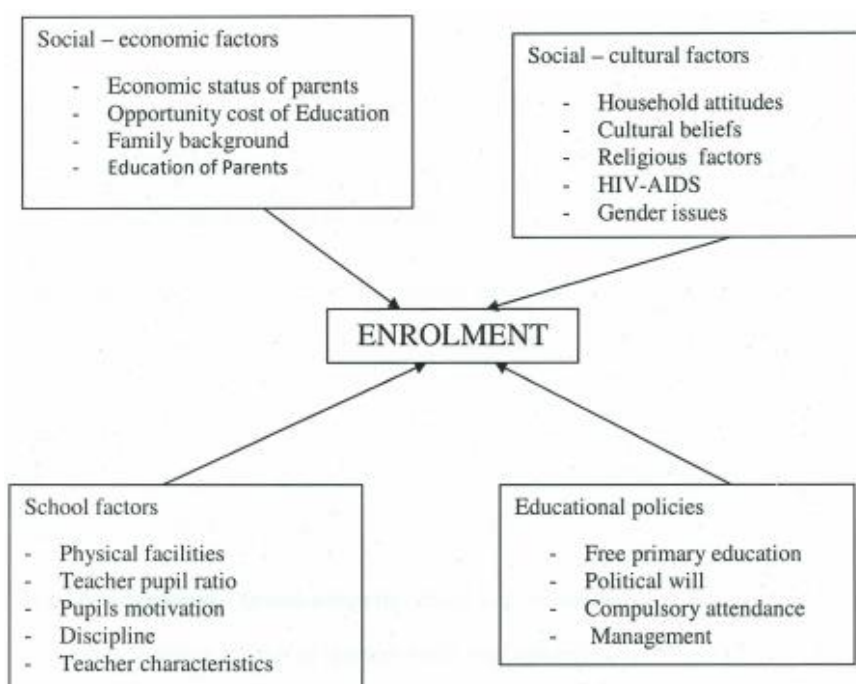 Social – economic factors
- Economic status of parents
- Opportunity cost of Education
- Family background
- Education of Parents
Social – cultural factors
- Household attitudes
- Cultural beliefs
- Religious factors
- HIV-AIDS
- Gender issues
ENROLMENT
School factors
- Physical facilities
- Teacher pupil ratio
- Pupils motivation
- Discipline
- Teacher characteristics
Educational policies
- Free primary education
- Political will
- Compulsory attendance
- Management